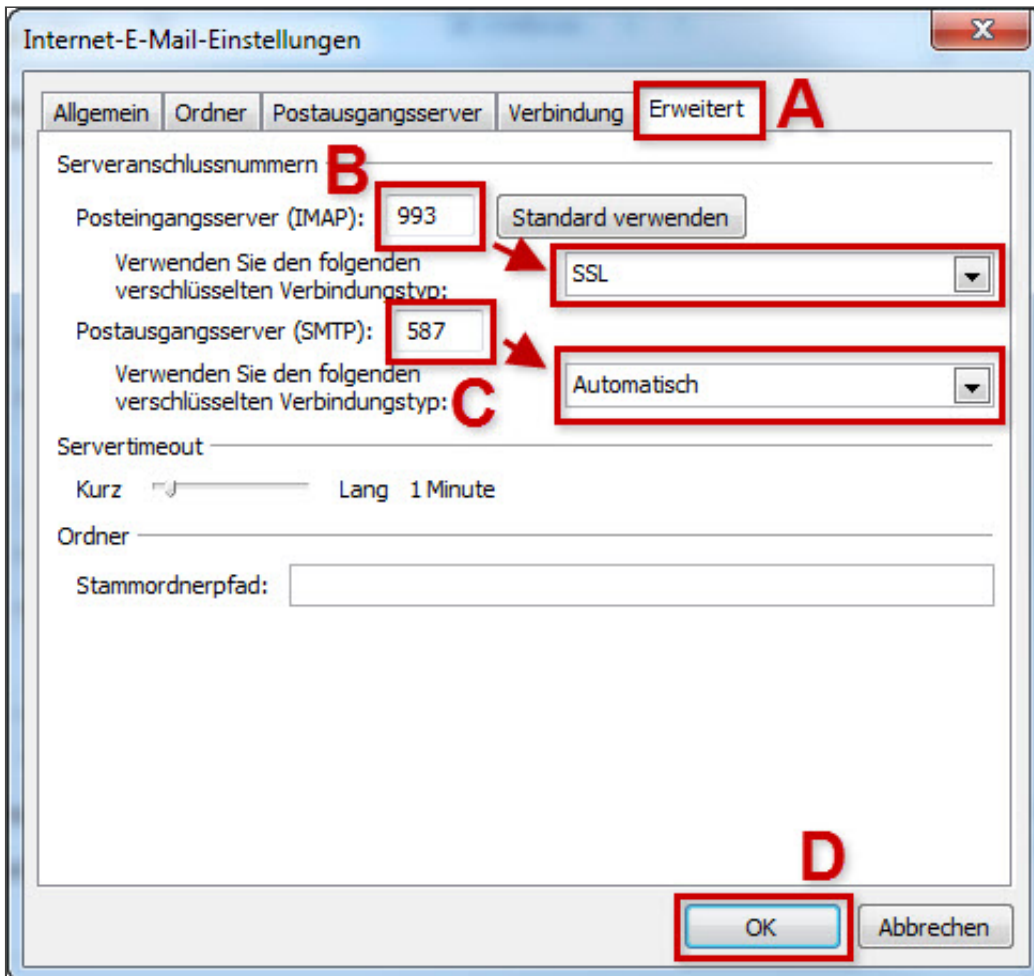 Internet-E-Mail-Einstellungen
Allgemein Ordner Postausgangsserver Verbindung Erweitert A
Serveranschlussnummern B
Posteingangsserver (IMAP): 993 Standard verwenden
Verwenden Sie den folgenden
verschlüsselten Verbindungstyp: SSL
Postausgangsserver (SMTP): 587
Verwenden Sie den folgenden
verschlüsselten Verbindungstyp: C Automatisch
Servertimeout
Kurz Lang 1 Minute
Ordner
Stammordnerpfad:
D
OK Abbrechen